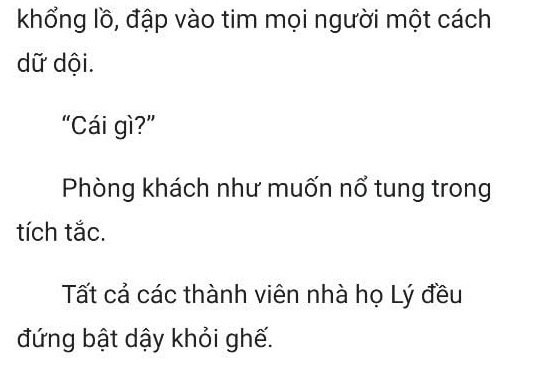 khổng lồ, đập vào tim mọi người một cách
dữ dội.
“Cái gì?”
Phòng khách như muốn nổ tung trong
tích tắc.
Tất cả các thành viên nhà họ Lý đều
đứng bật dậy khỏi ghế.